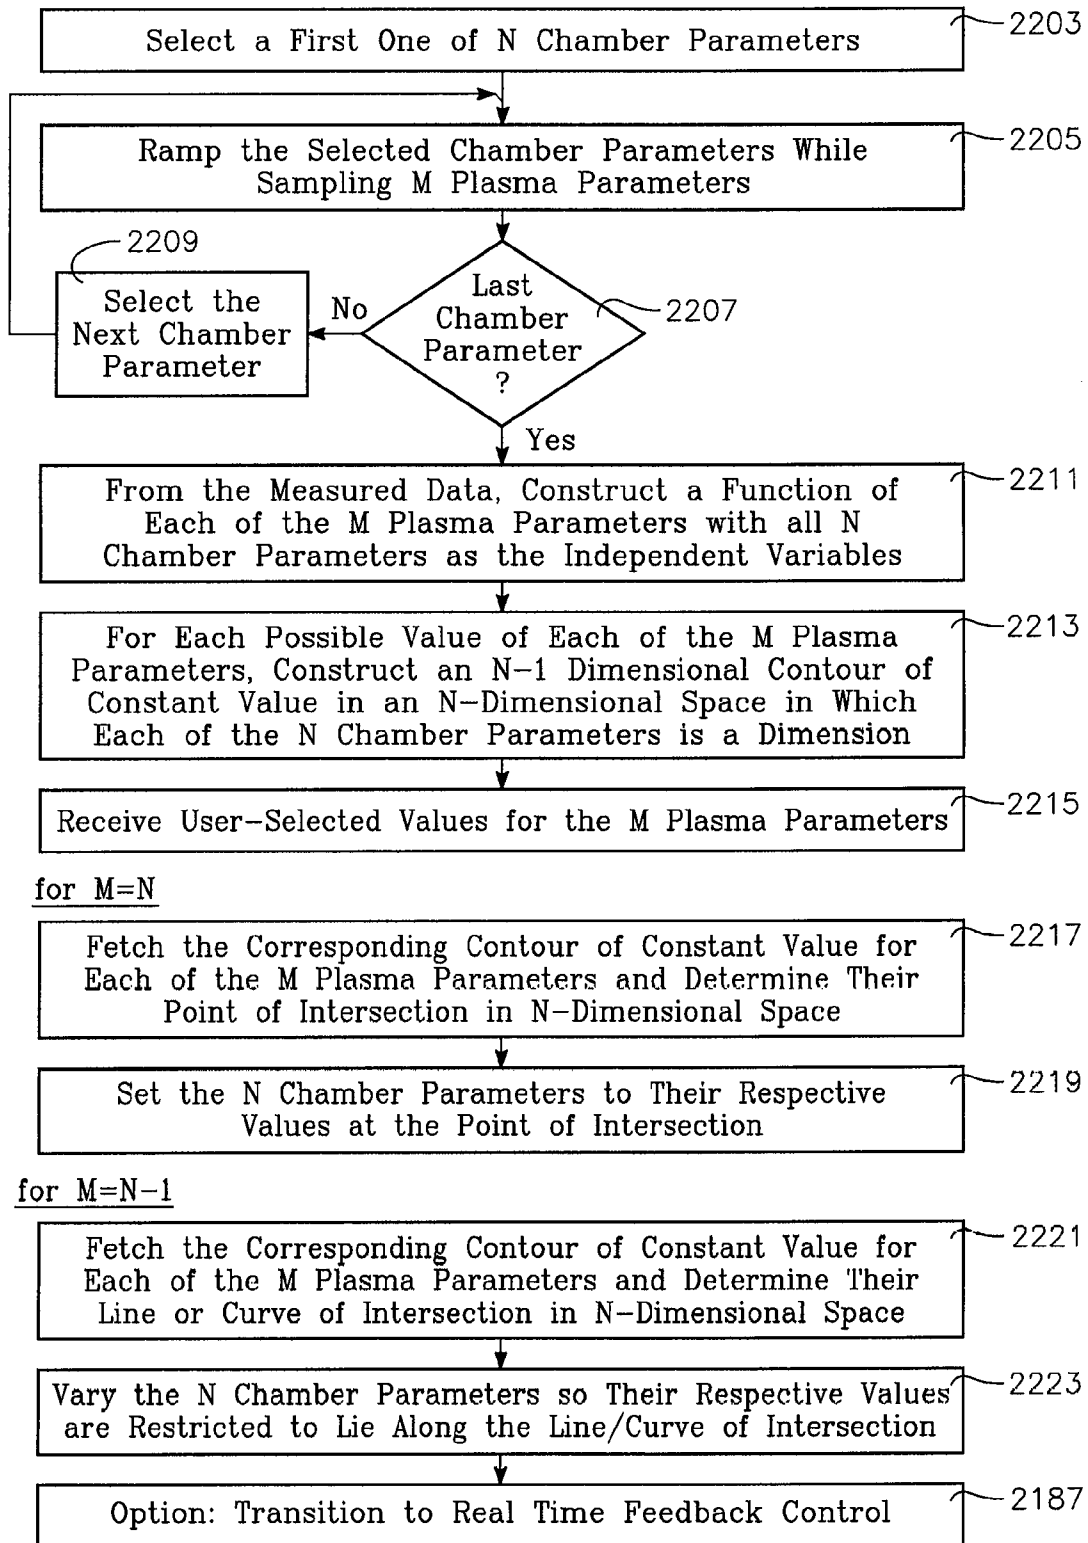 Select a First One of N Chamber Parameters
2203
Ramp the Selected Chamber Parameters While
Sampling M Plasma Parameters
2205
2209
Select the
Next Chamber
Parameter
No
Last
Chamber
Parameter
?
2207
Yes
From the Measured Data, Construct a Function of
Each of the M Plasma Parameters with all N
Chamber Parameters as the Independent Variables
2211
For Each Possible Value of Each of the M Plasma
Parameters, Construct an N-1 Dimensional Contour of
Constant Value in an N-Dimensional Space in Which
Each of the N Chamber Parameters is a Dimension
2213
Receive User-Selected Values for the M Plasma Parameters
2215
for M=N
Fetch the Corresponding Contour of Constant Value for
Each of the M Plasma Parameters and Determine Their
Point of Intersection in N-Dimensional Space
2217
Set the N Chamber Parameters to Their Respective
Values at the Point of Intersection
2219
for M=N-1
Fetch the Corresponding Contour of Constant Value for
Each of the M Plasma Parameters and Determine Their
Line or Curve of Intersection in N-Dimensional Space
2221
Vary the N Chamber Parameters so Their Respective Values
are Restricted to Lie Along the Line/Curve of Intersection
2223
Option: Transition to Real Time Feedback Control
2187